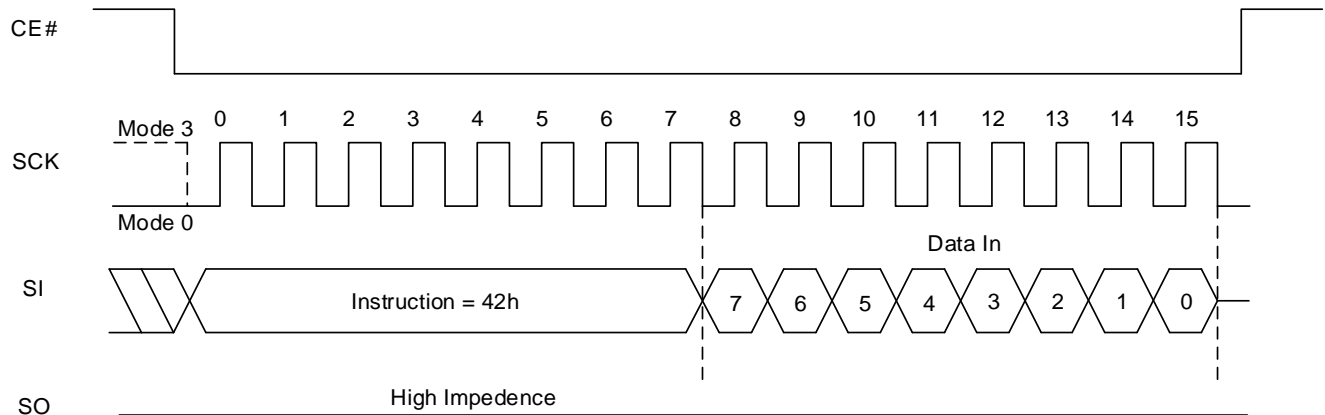 CE#
SCK
Mode 3
0 1 2 3 4 5 6 7 8 9 10 11 12 13 14 15
Mode 0
Data In
SI
Instruction = 42h
7 6 5 4 3 2 1 0
High Impedence
SO